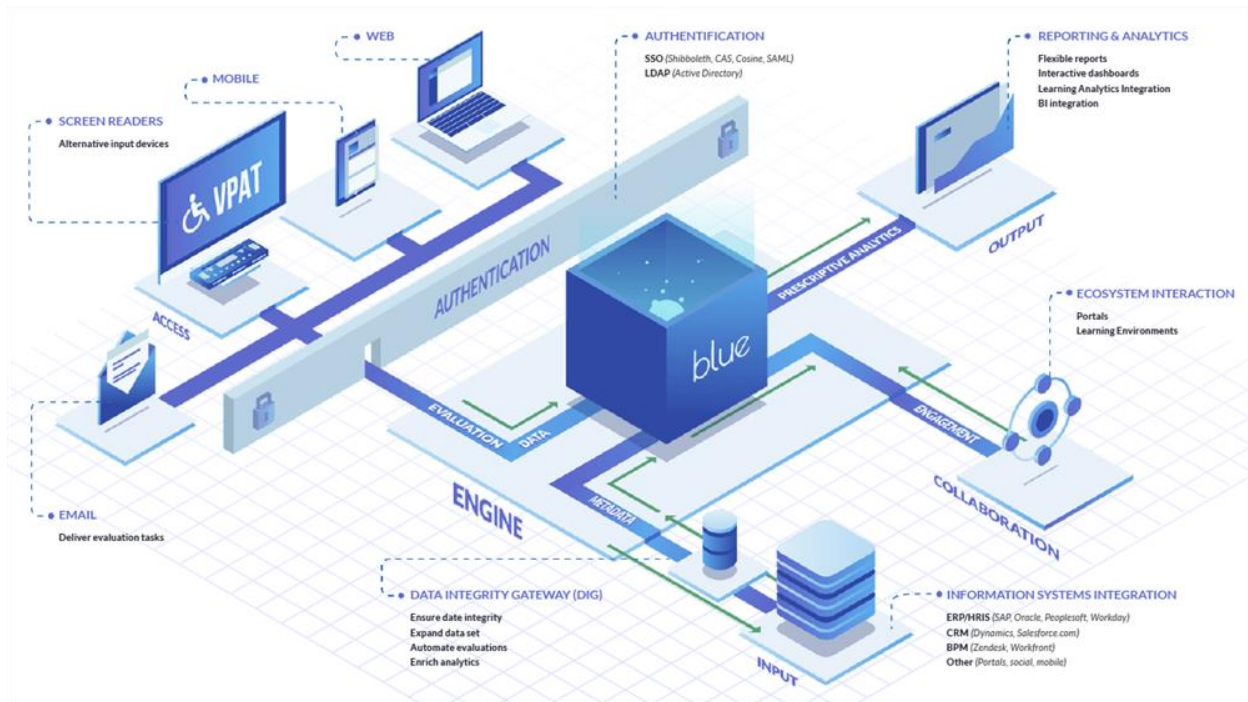 WEB
MOBILE
SCREEN READERS
Alternative input devices
VPAT
ACCESS
EMAIL
Deliver evaluation tasks
AUTHENTIFICATION
SSO (Shibboleth, CAS, Cosine, SAML)
LDAP (Active Directory)
AUTHENTICATION
REPORTING & ANALYTICS
Flexible reports
Interactive dashboards
Learning Analytics Integration
BI integration
OUTPUT
PRESCRIPTIVE ANALYTICS
blue
EVALUATION
DATA
METADATA
ENGINE
ECOSYSTEM INTERACTION
Portals
Learning Environments
ENGAGEMENT
COLLABORATION
DATA INTEGRITY GATEWAY (DIG)
Ensure date integrity
Expand data set
Automate evaluations
Enrich analytics
INPUT
INFORMATION SYSTEMS INTEGRATION
ERP/HRIS (SAP, Oracle, Peoplesoft, Workday)
CRM (Dynamics, Salesforce.com)
BPM (Zendesk, Workfront)
Other (Portals, social, mobile)